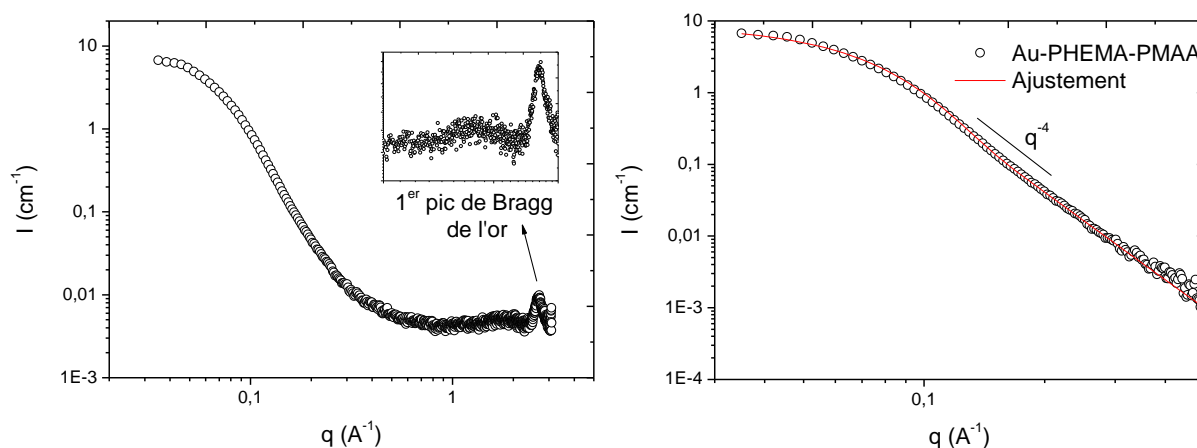 10
1
0,1
0,01
1E-3
I (cm-1)
0,1
1
q (A-1)
1er pic de Bragg
de l'or
10
1
0,1
0,01
1E-3
1E-4
I (cm-1)
0,1
q (A-1)
Au-PHEMA-PMAA
Ajustement
q-4